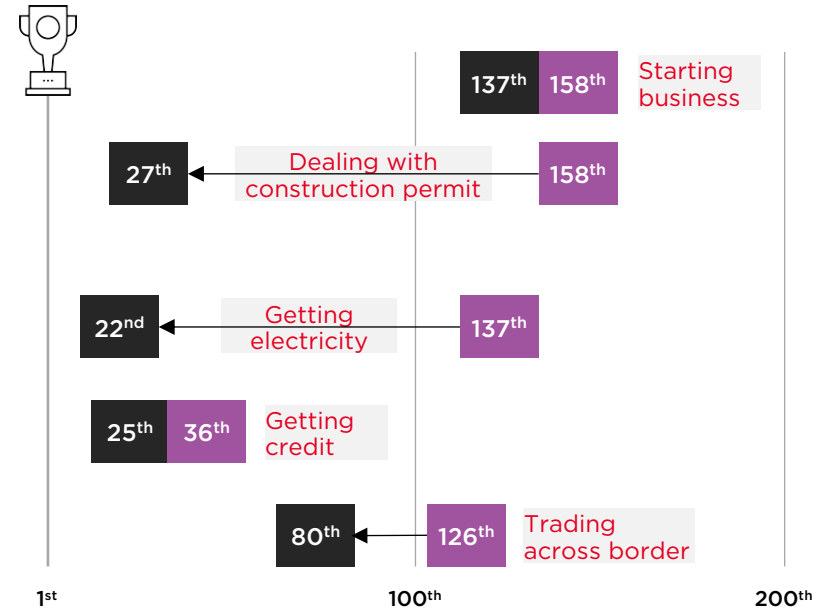 137th 158th Starting
business
27th Dealing with
construction permit 158th
22nd Getting
electricity 137th
25th 36th Getting
credit
80th 126th Trading
across border
1st 100th 200th